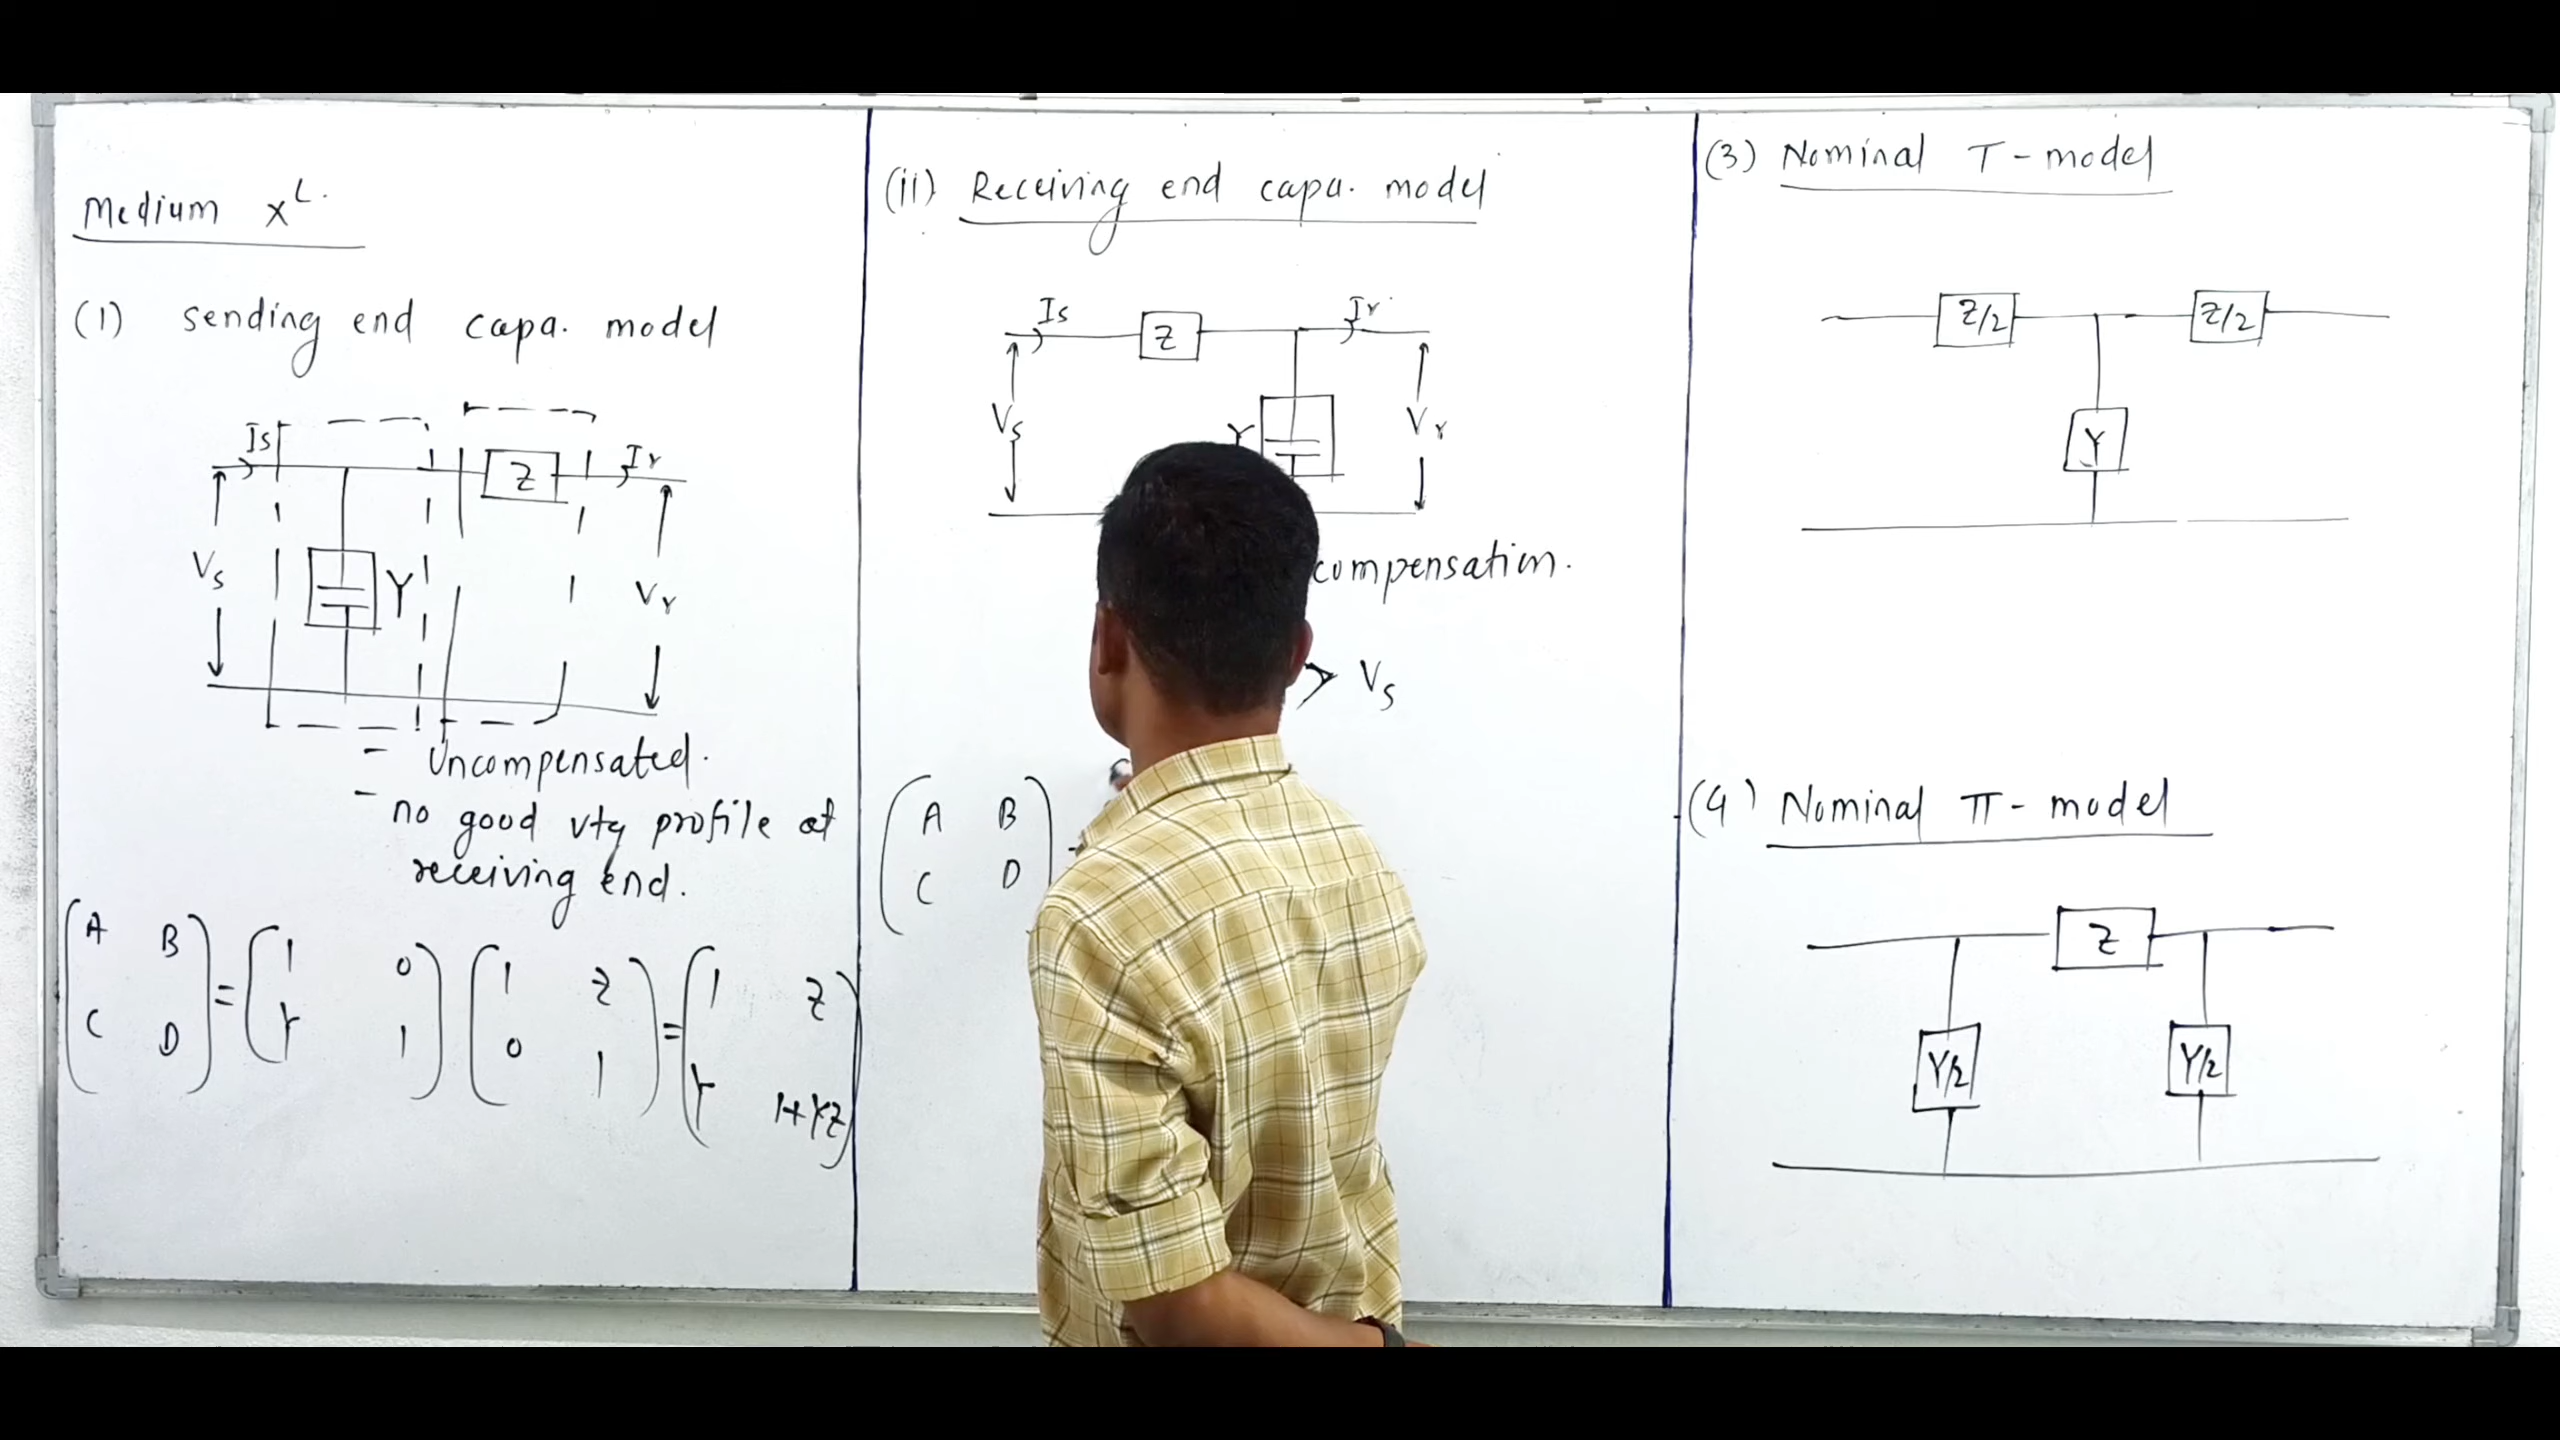 Medium x^L.
(1) sending end capa. model
Is
Z
Ir
Vs
Y
Vr
- Uncompensated.
- no good vtg profile at
receiving end.
A B
C D
=
1 0
Y 1
1 Z
0 1
=
1 Z
Y 1+YZ
(ii) Receiving end capa. model
Is
Z
Ir
Vs
Y
Vr
compensation.
> Vs
A B
C D
(3) Nominal T-model
Z/2
Z/2
Y
(4) Nominal π-model
Z
Y/2
Y/2